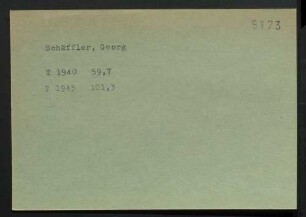 5173
Schäffler, Georg
T 1940 59,7
T 1943 101,3